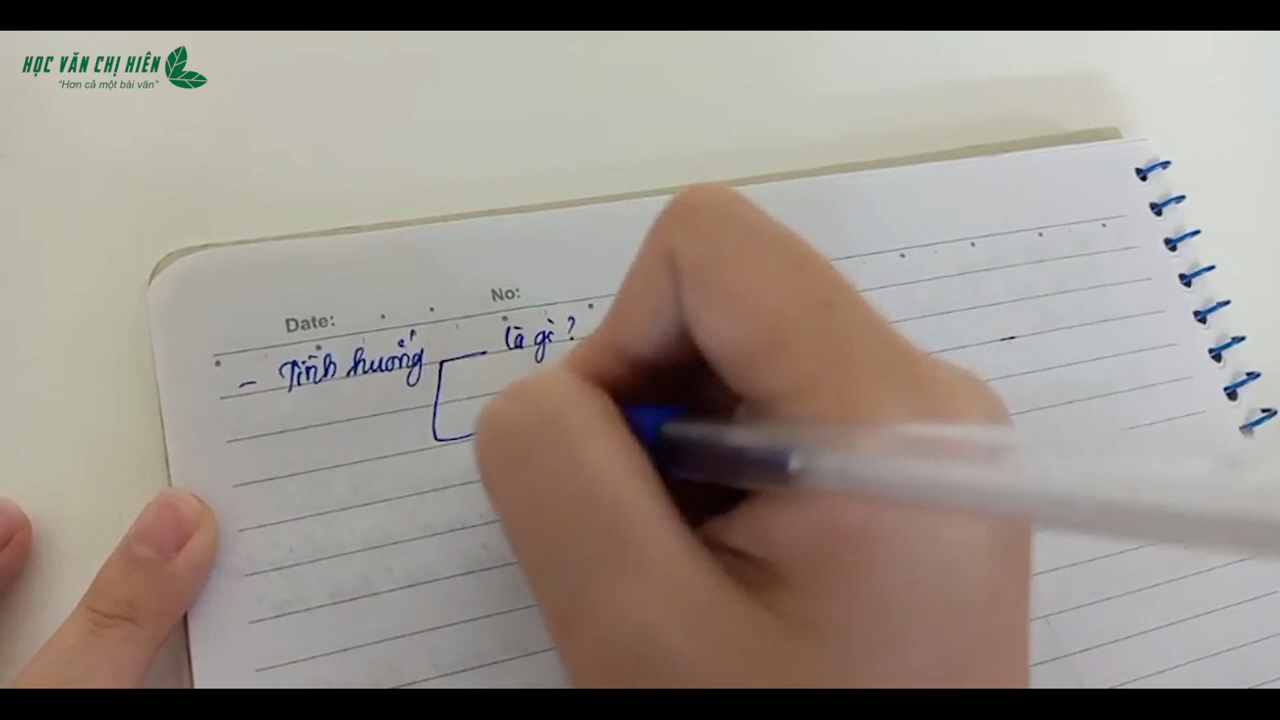 HỌC VĂN CHỊ HIÊN
"Hơn cả một bài văn"
Date:
No:
- Tình huống
là gì?